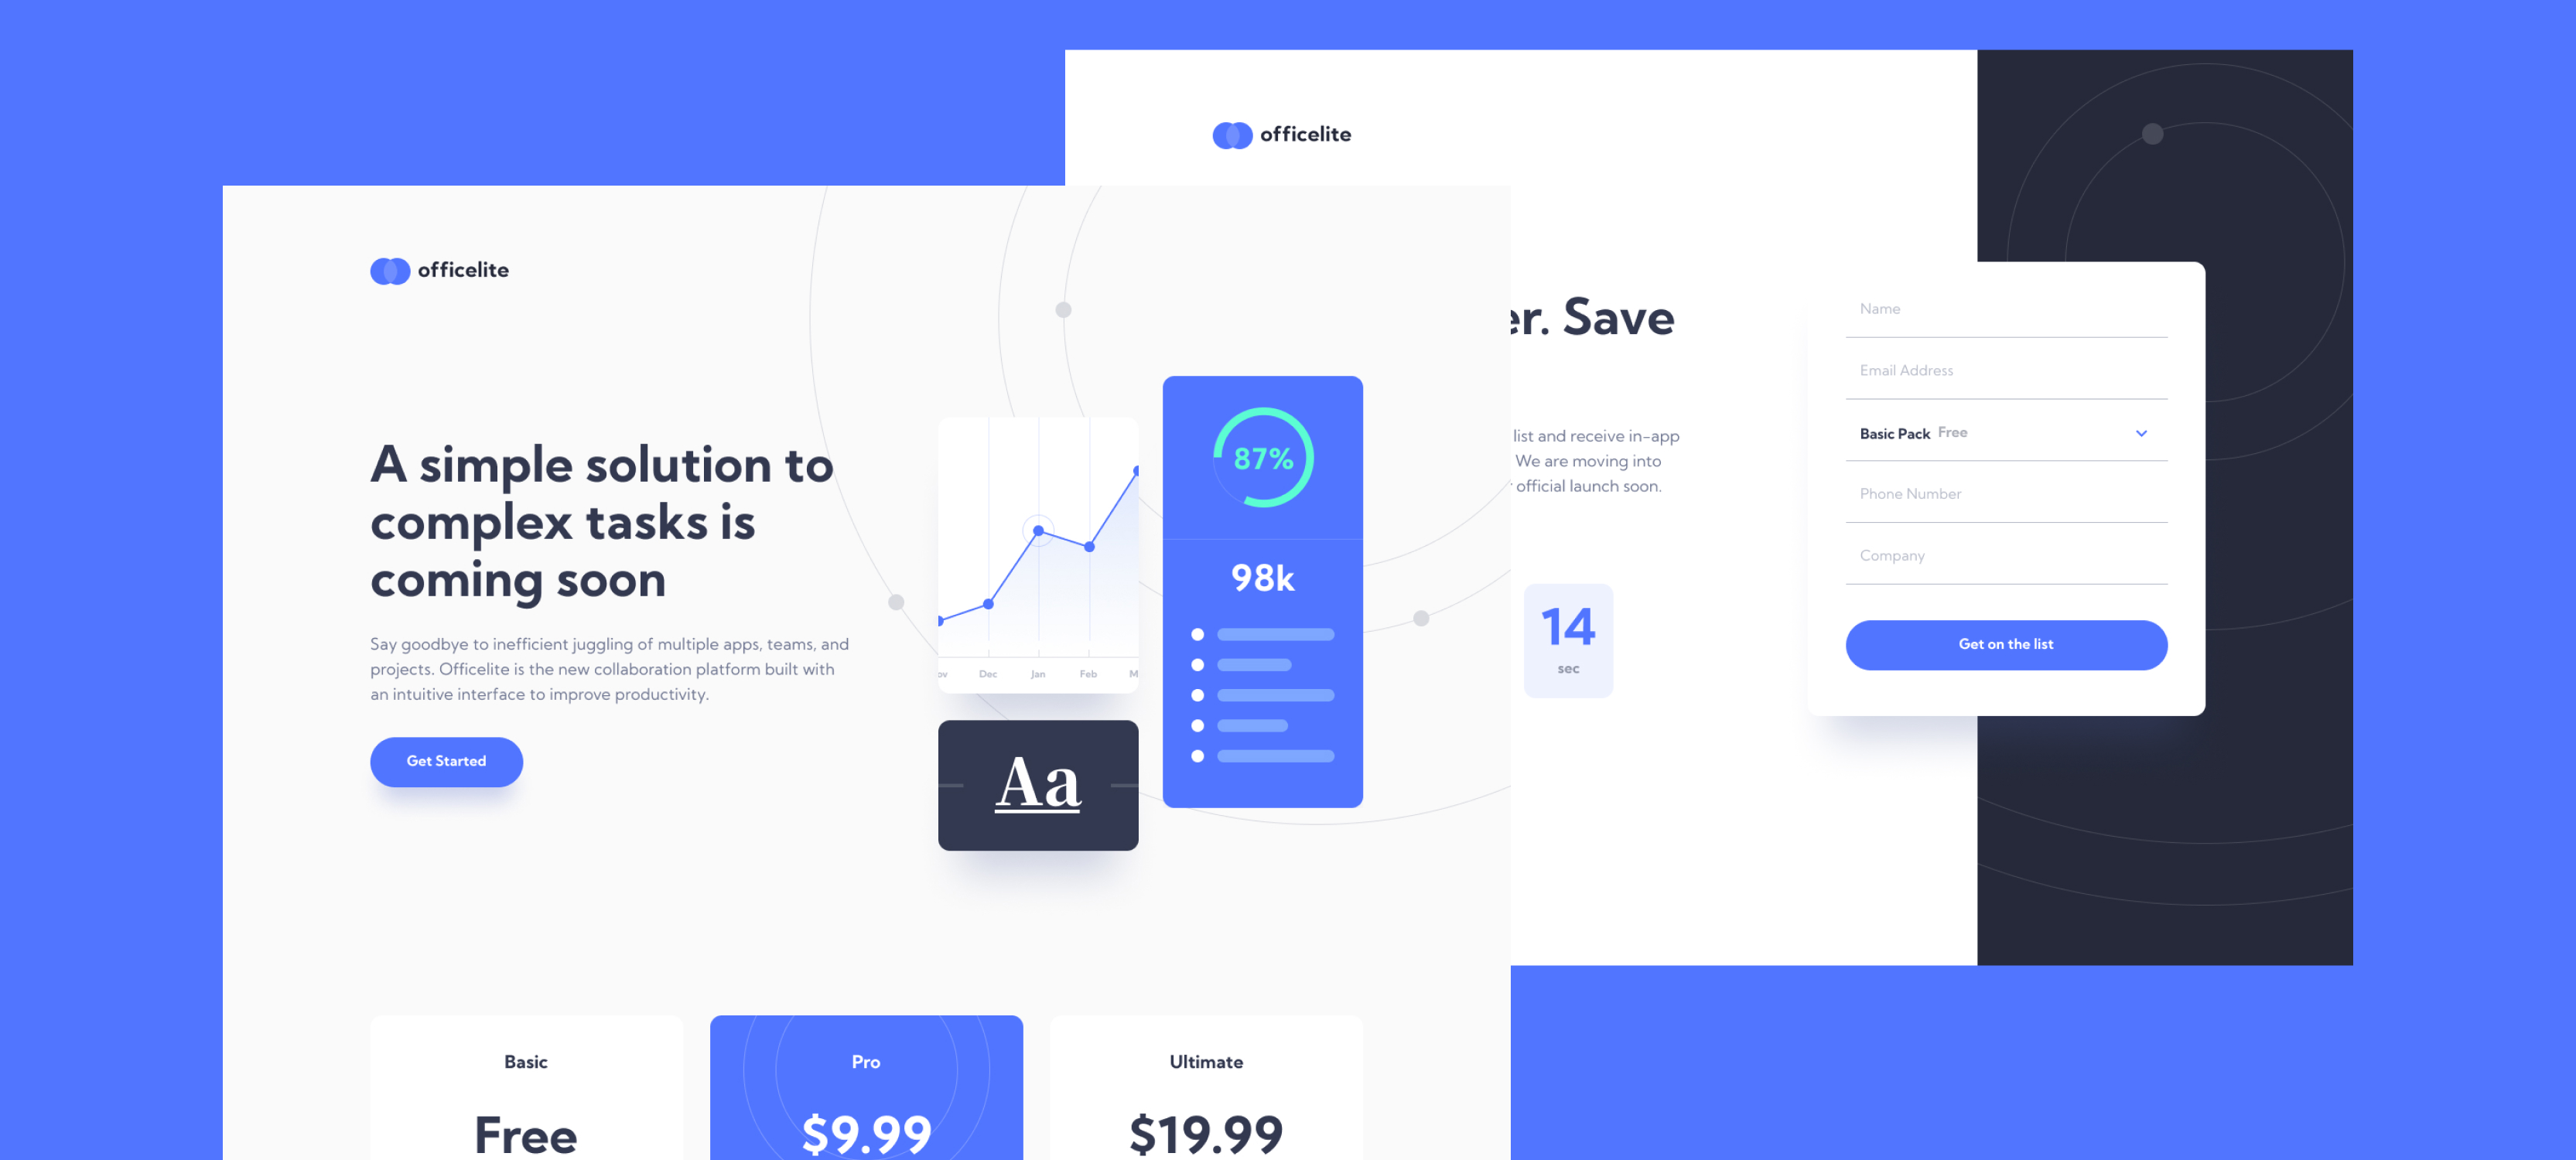 officelite
A simple solution to
complex tasks is
coming soon
Say goodbye to inefficient juggling of multiple apps, teams, and
projects. Officelite is the new collaboration platform built with
an intuitive interface to improve productivity.
Get Started
Dec Jan Feb
Aa
87%
98k
Basic
Free
Pro
$9.99
Ultimate
$19.99
officelite
Save
list and receive in-app
We are moving into
official launch soon.
14
sec
Name
Email Address
Basic Pack Free
Phone Number
Company
Get on the list